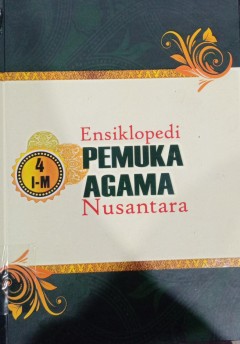 Ensiklopedi
4
I-M
PEMUKA
AGAMA
Nusantara